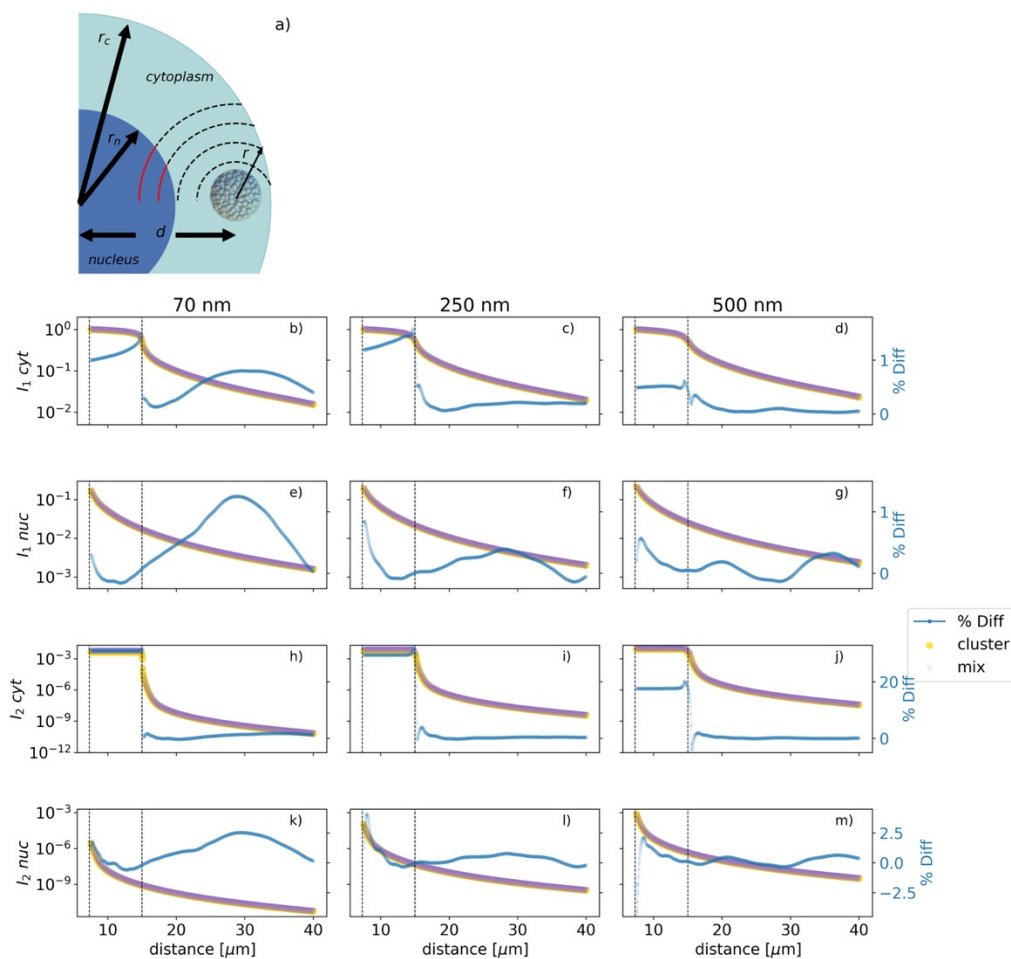 a)
r_c
cytoplasm
r_n
r
d
nucleus
70 nm 250 nm 500 nm
I_1 cyt
10^0
10^-1
10^-2
b) c) d)
1
0
% Diff
I_1 nuc
10^-1
10^-2
10^-3
e) f) g)
1
0
% Diff
% Diff
cluster
mix
I_2 cyt
10^-3
10^-6
10^-9
10^-12
h) i) j)
20
0
% Diff
I_2 nuc
10^-3
10^-6
10^-9
k) l) m)
2.5
0.0
−2.5
% Diff
10 20 30 40 10 20 30 40 10 20 30 40
distance [μm] distance [μm] distance [μm]